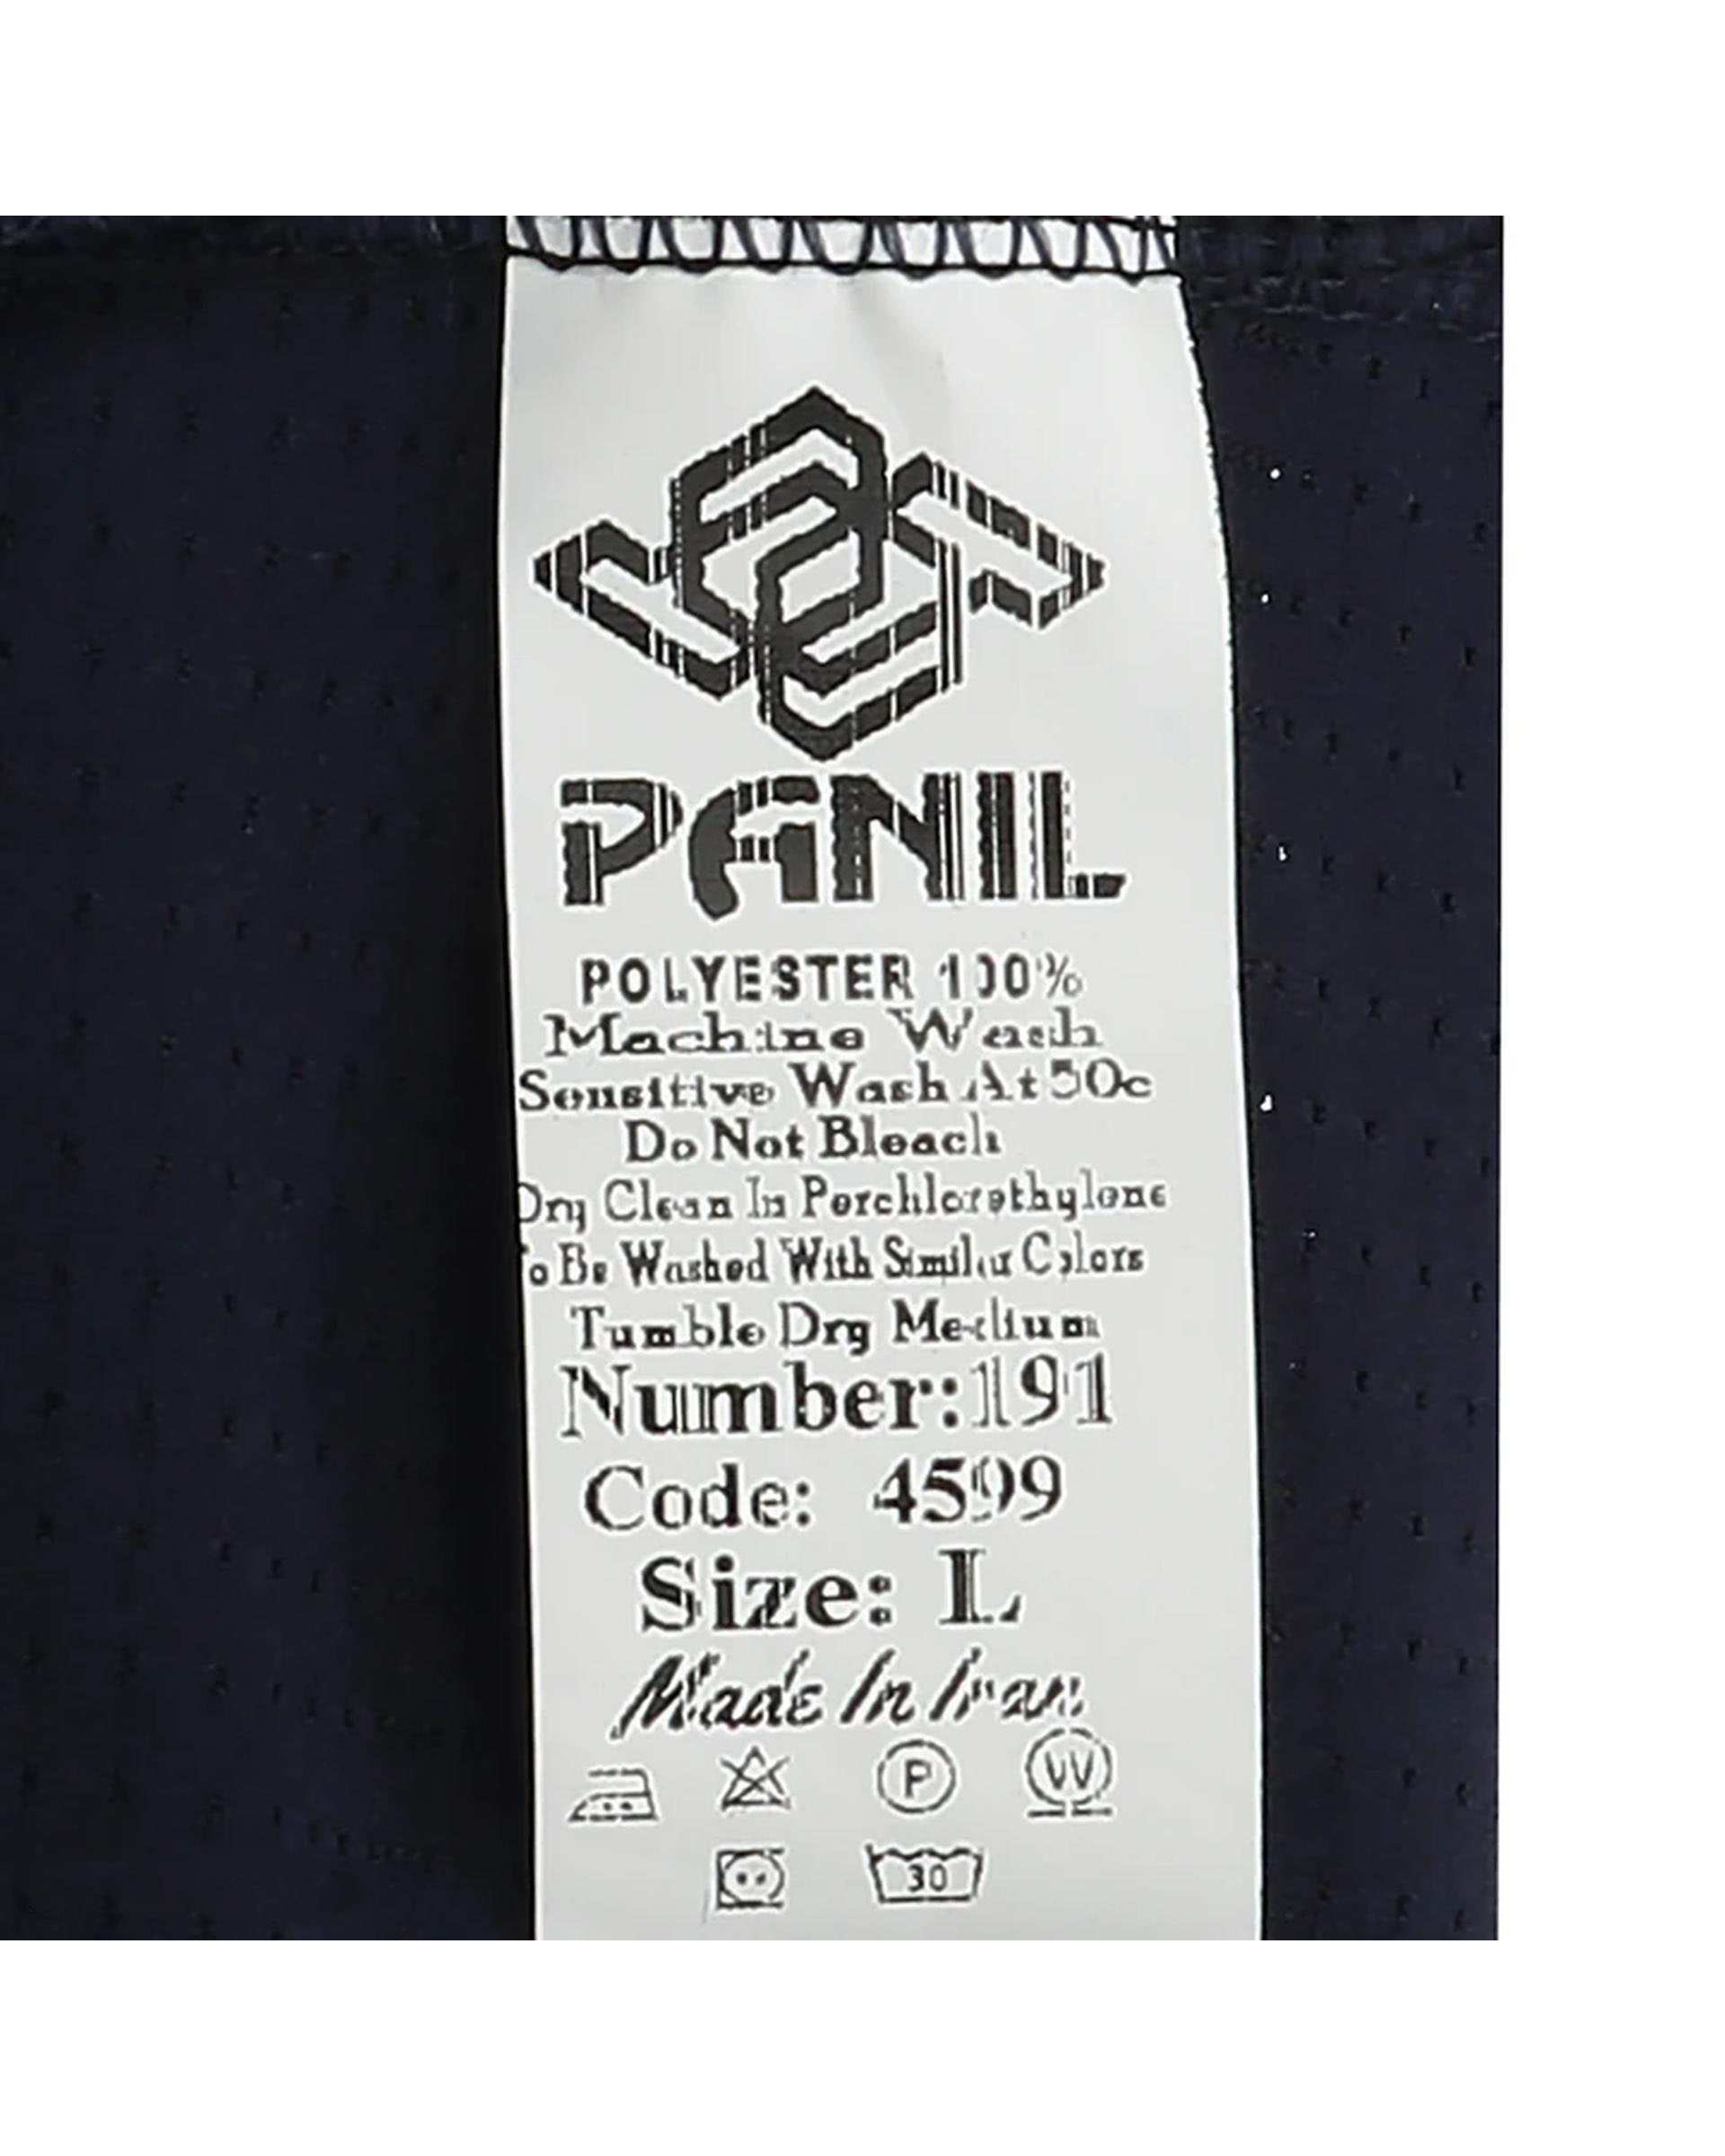 PANIL
POLYESTER 100%
Machine Wash
Sensitive Wash At 50c
Do Not Bleach
Dry Clean In Perchlorethylene
To Be Washed With Similar Colors
Tumble Dry Medium
Number:191
Code: 4599
Size: L
Made In Iran
P W
30